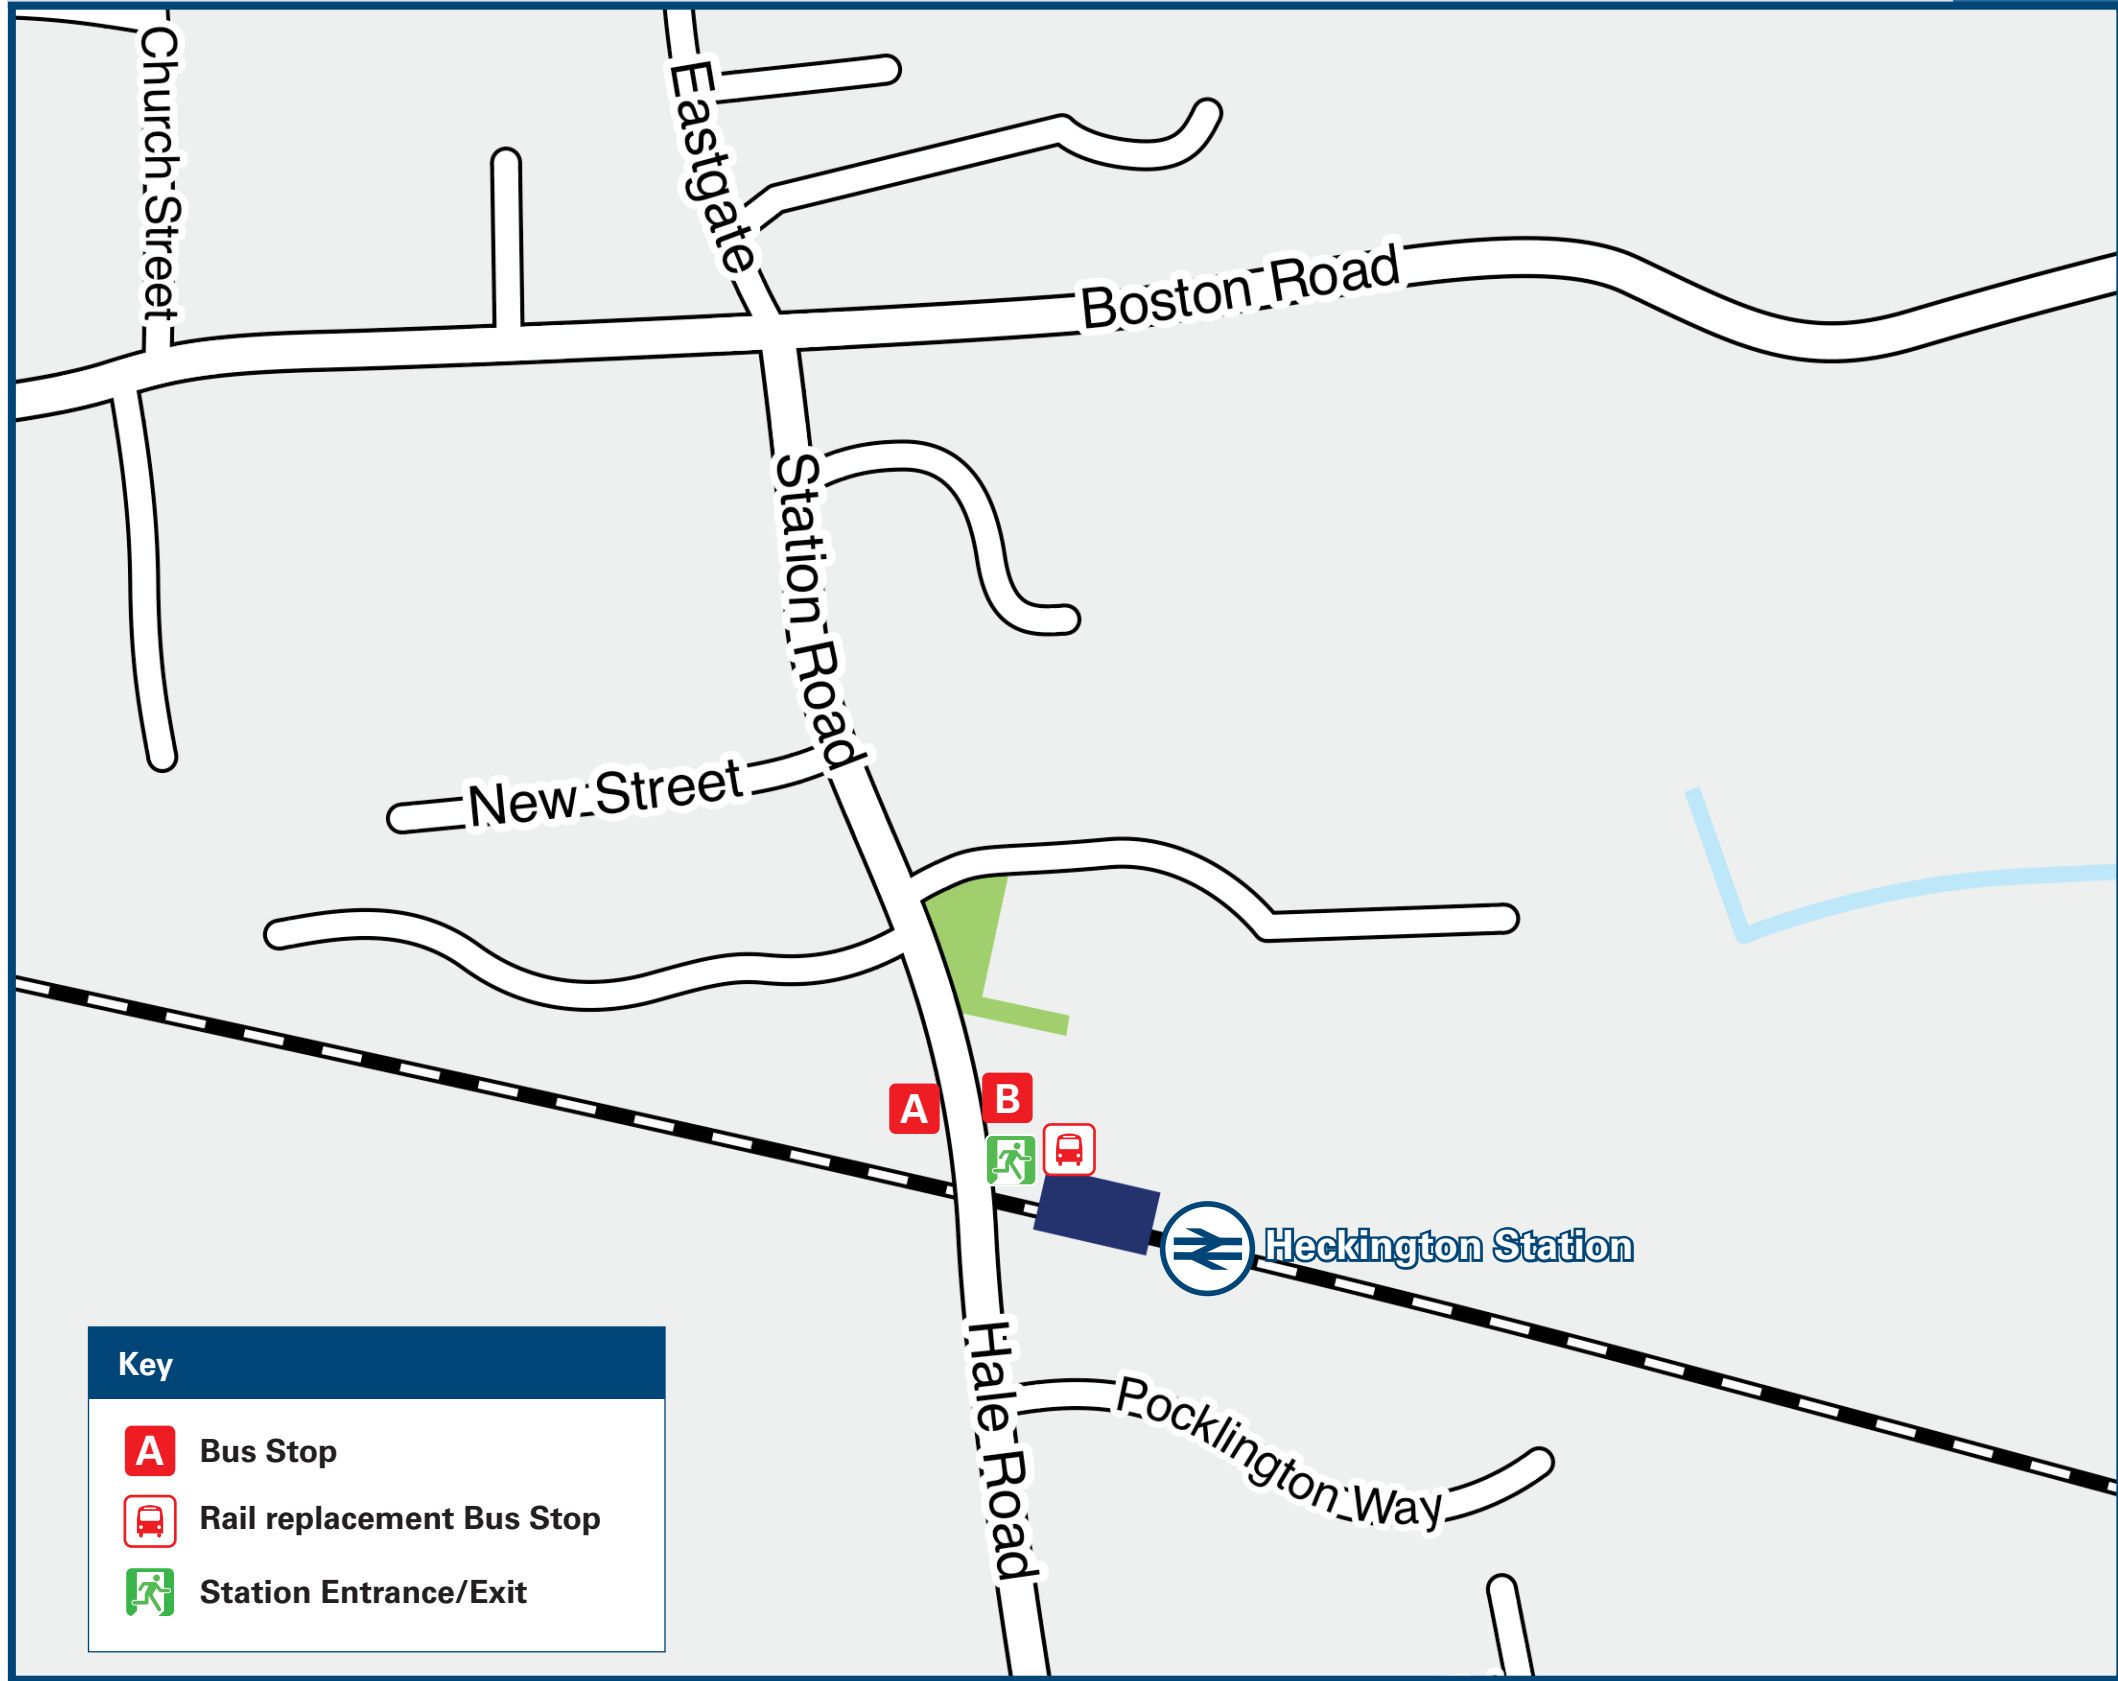 Church Street
Eastgate
Boston Road
Station Road
New Street
A
B
Heckington Station
Hale Road
Pocklington Way
Key
A Bus Stop
Rail replacement Bus Stop
Station Entrance/Exit